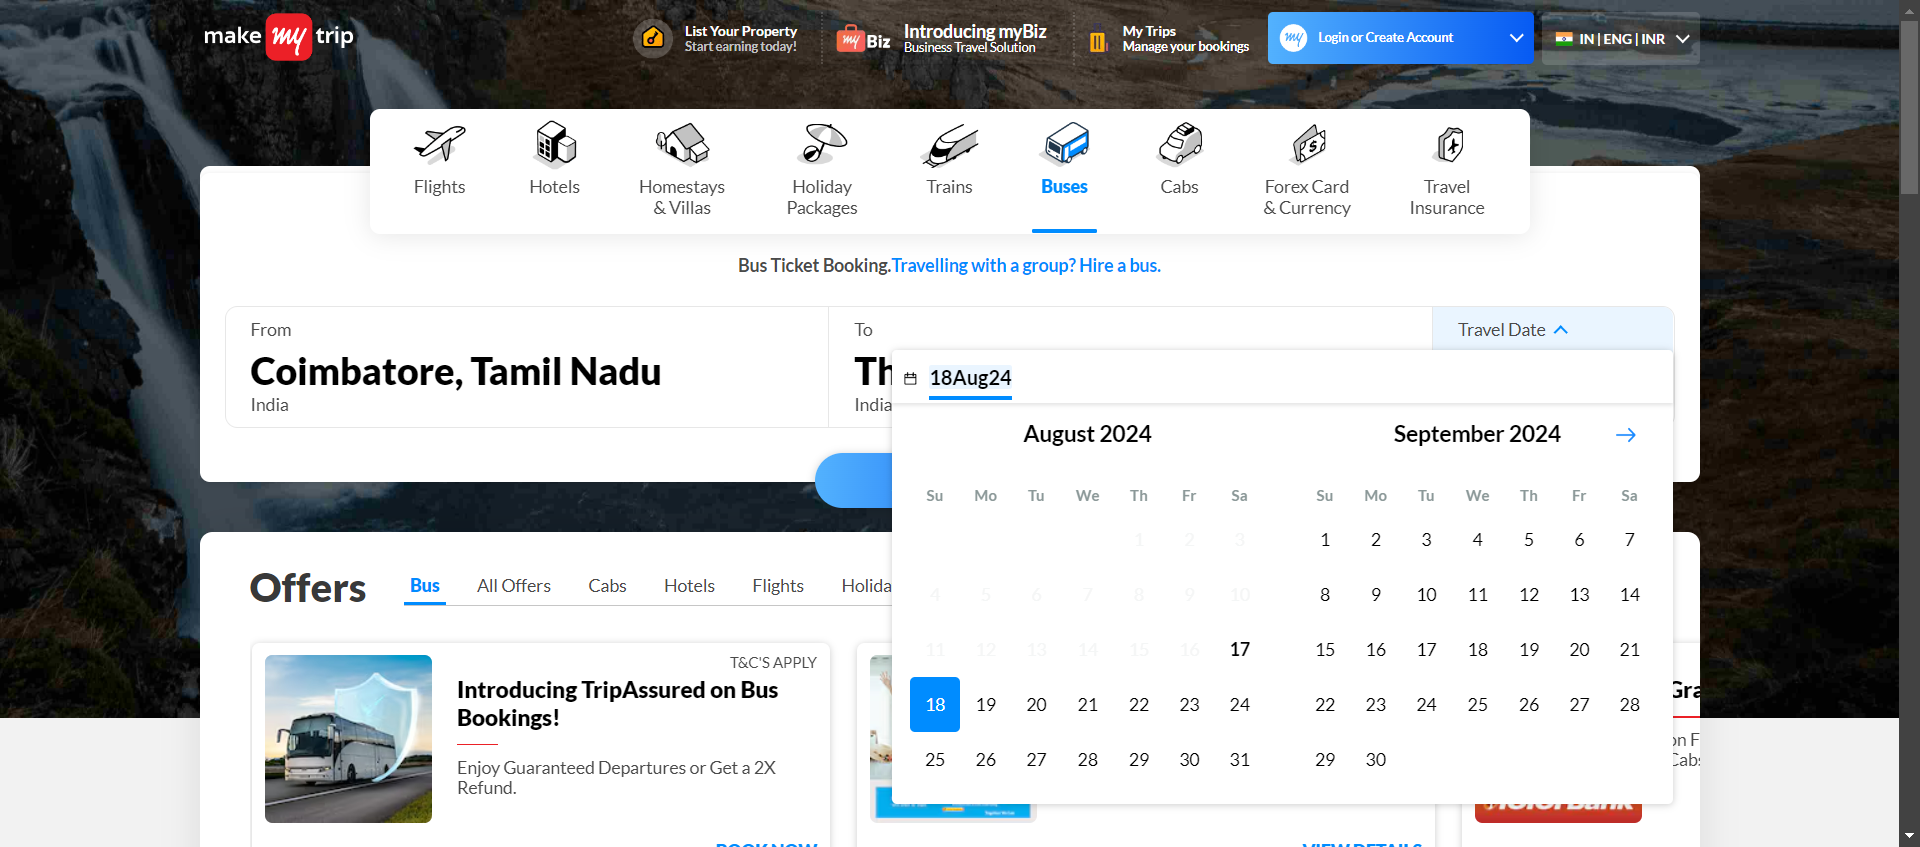 make my trip
List Your Property
Start earning today!
my Biz
Introducing myBiz
Business Travel Solution
My Trips
Manage your bookings
my
Login or Create Account
IN | ENG | INR
Flights
Hotels
Homestays
& Villas
Holiday
Packages
Trains
Buses
Cabs
Forex Card
& Currency
Travel
Insurance
Bus Ticket Booking.Travelling with a group? Hire a bus.
From
Coimbatore, Tamil Nadu
India
To
Th
India
Travel Date
18Aug24
August 2024
Su Mo Tu We Th Fr Sa
1 2 3
4 5 6 7 8 9 10
11 12 13 14 15 16 17
18 19 20 21 22 23 24
25 26 27 28 29 30 31
September 2024
Su Mo Tu We Th Fr Sa
1 2 3 4 5 6 7
8 9 10 11 12 13 14
15 16 17 18 19 20 21
22 23 24 25 26 27 28
29 30
Offers
Bus
All Offers
Cabs
Hotels
Flights
Holida
T&C'S APPLY
Introducing TripAssured on Bus
Bookings!
Enjoy Guaranteed Departures or Get a 2X
Refund.
BOOK NOW
VIEW DETAILS
Gra
on F
Cabs